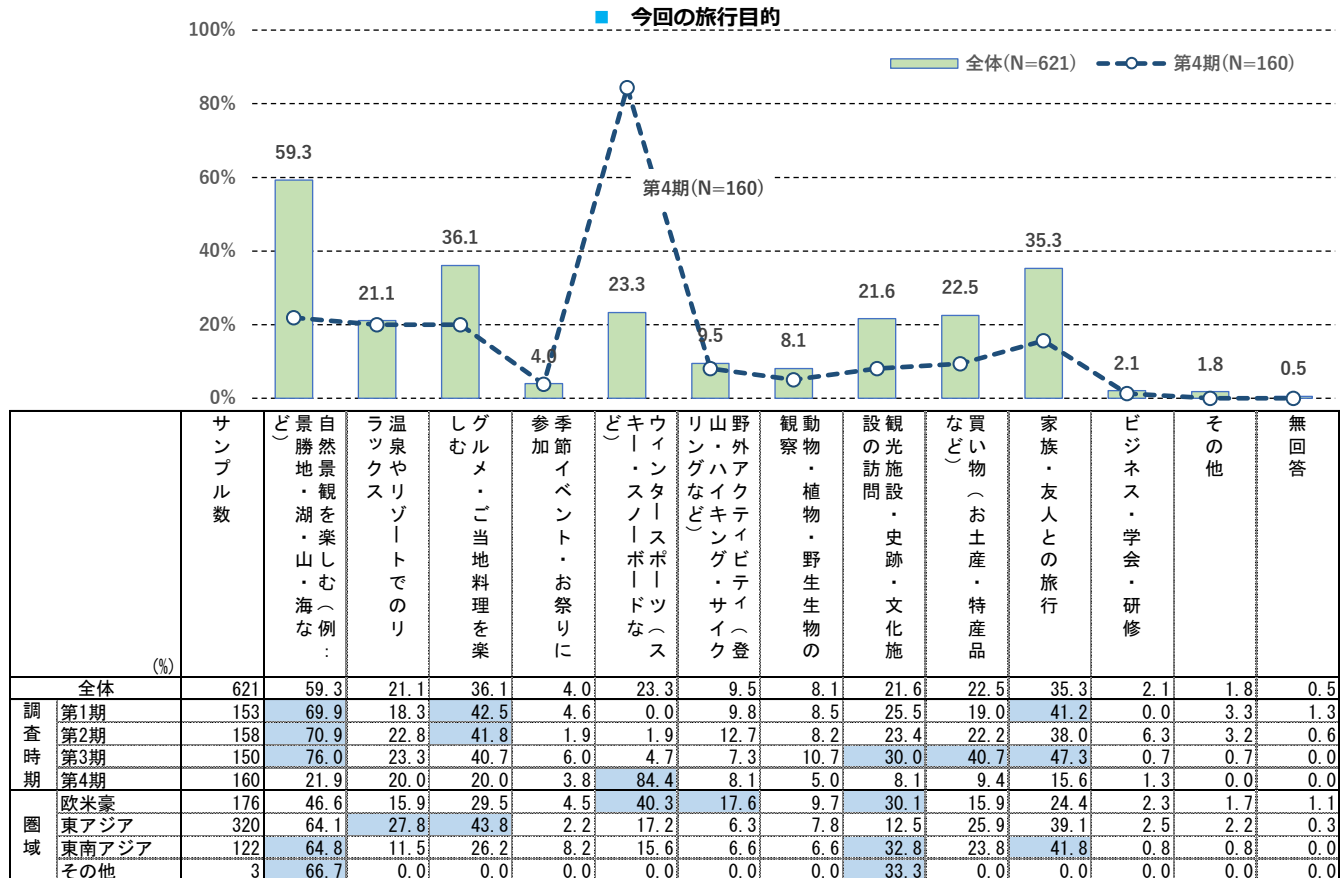 ■ 今回の旅行目的
100%
80%
60%
40%
20%
0%
全体(N=621)
第4期(N=160)
第4期(N=160)
59.3
21.1
36.1
4.0
23.3
9.5
8.1
21.6
22.5
35.3
2.1
1.8
0.5
(%)
サンプル数
自然景観を楽しむ（例：
景勝地・湖・山・海な
ど）
温泉やリゾートでのリ
ラックス
グルメ・ご当地料理を楽
しむ
季節イベント・お祭りに
参加
ウィンタースポーツ（ス
キー・スノーボードな
ど）
野外アクティビティ（登
山・ハイキング・サイク
リングなど）
動物・植物・野生生物の
観察
観光施設・史跡・文化施
設の訪問
買い物（お土産・特産品
など）
家族・友人との旅行
ビジネス・学会・研修
その他
無回答
全体 621 59.3 21.1 36.1 4.0 23.3 9.5 8.1 21.6 22.5 35.3 2.1 1.8 0.5
調査時期
第1期 153 69.9 18.3 42.5 4.6 0.0 9.8 8.5 25.5 19.0 41.2 0.0 3.3 1.3
第2期 158 70.9 22.8 41.8 1.9 1.9 12.7 8.2 23.4 22.2 38.0 6.3 3.2 0.6
第3期 150 76.0 23.3 40.7 6.0 4.7 7.3 10.7 30.0 40.7 47.3 0.7 0.7 0.0
第4期 160 21.9 20.0 20.0 3.8 84.4 8.1 5.0 8.1 9.4 15.6 1.3 0.0 0.0
圏域
欧米豪 176 46.6 15.9 29.5 4.5 40.3 17.6 9.7 30.1 15.9 24.4 2.3 1.7 1.1
東アジア 320 64.1 27.8 43.8 2.2 17.2 6.3 7.8 12.5 25.9 39.1 2.5 2.2 0.3
東南アジア 122 64.8 11.5 26.2 8.2 15.6 6.6 6.6 32.8 23.8 41.8 0.8 0.8 0.0
その他 3 66.7 0.0 0.0 0.0 0.0 0.0 0.0 33.3 0.0 0.0 0.0 0.0 0.0